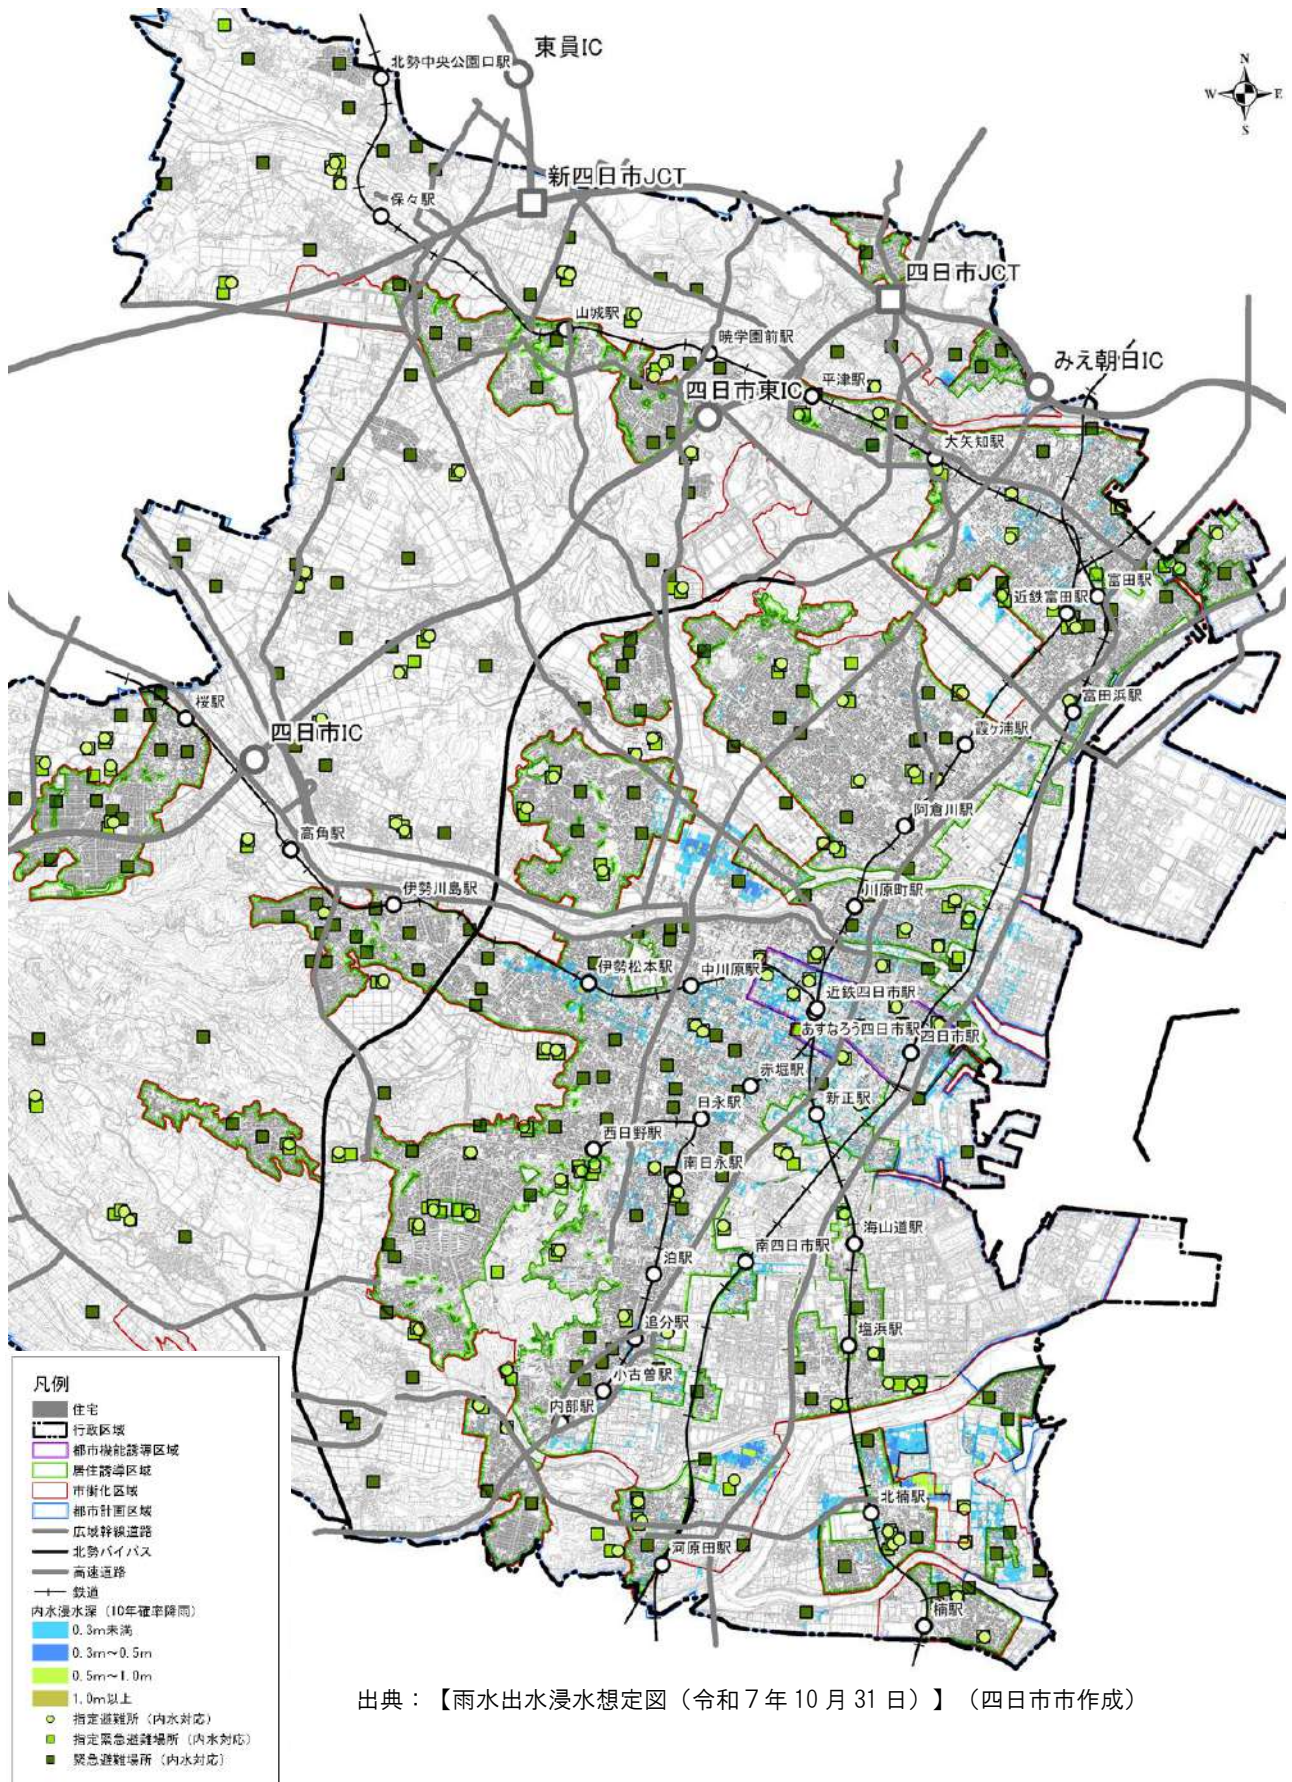 東員IC
北勢中央公園口駅
N
W
E
S
新四日市JCT
保々駅
四日市JCT
山城駅
暁学園前駅
みえ朝日IC
平津駅
四日市東IC
大矢知駅
富田駅
近鉄富田駅
桜駅
富田浜駅
四日市IC
霞ヶ浦駅
阿倉川駅
高角駅
伊勢川島駅
川原町駅
伊勢松本駅
中川原駅
近鉄四日市駅
あすなろう四日市駅
四日市駅
赤堀駅
日永駅
新正駅
西日野駅
南日永駅
海山道駅
南四日市駅
泊駅
追分駅
塩浜駅
小古曽駅
内部駅
北楠駅
河原田駅
楠駅
凡例
住宅
行政区域
都市機能誘導区域
居住誘導区域
市街化区域
都市計画区域
広域幹線道路
北勢バイパス
高速道路
鉄道
内水浸水深（10年確率降雨）
0.3m未満
0.3m～0.5m
0.5m～1.0m
1.0m以上
指定避難所（内水対応）
指定緊急避難場所（内水対応）
緊急避難場所（内水対応）
出典：【雨水出水浸水想定図（令和７年 10 月 31 日）】（四日市市作成）